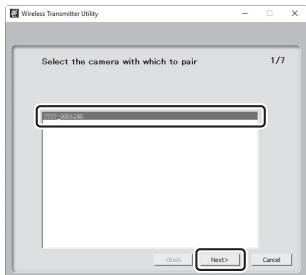 Wireless Transmitter Utility
Select the camera with which to pair
1/7
<Back
Next>
Cancel